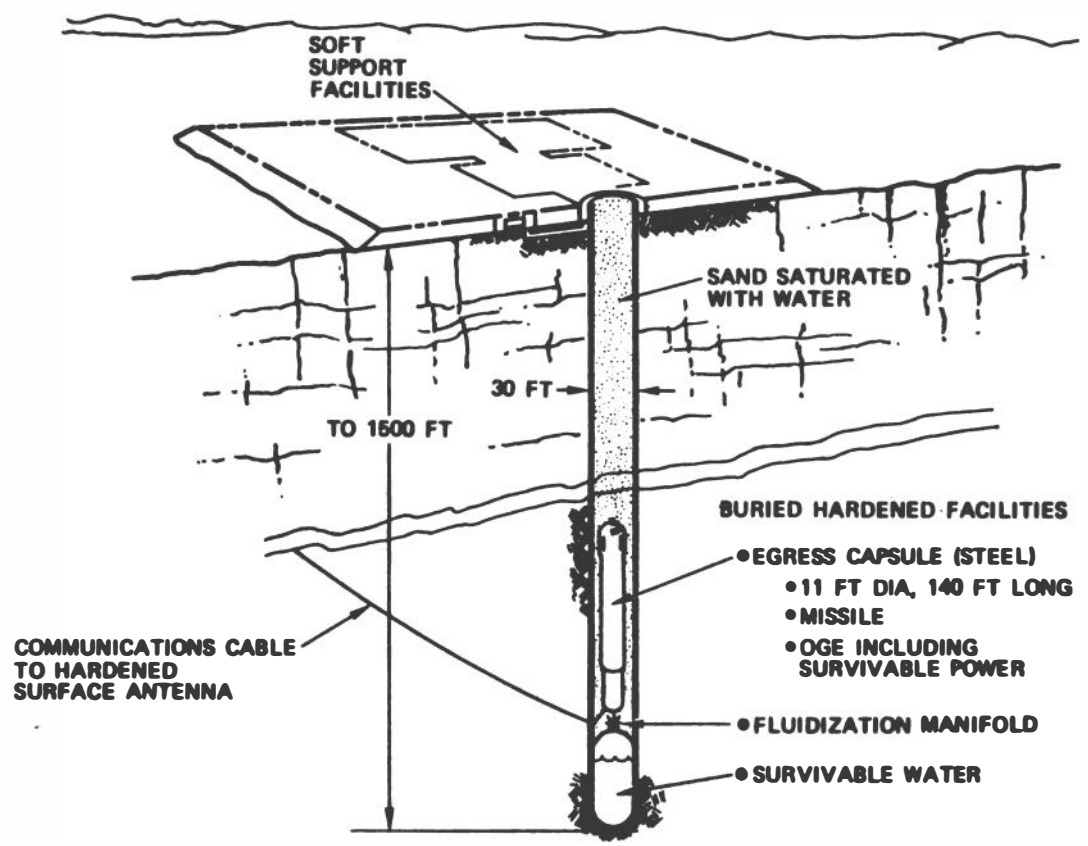 SOFT
SUPPORT
FACILITIES
SAND SATURATED
WITH WATER
30 FT
TO 1500 FT
BURIED HARDENED FACILITIES
● EGRESS CAPSULE (STEEL)
● 11 FT DIA, 140 FT LONG
● MISSILE
● OGE INCLUDING
SURVIVABLE POWER
COMMUNICATIONS CABLE
TO HARDENED
SURFACE ANTENNA
● FLUIDIZATION MANIFOLD
● SURVIVABLE WATER